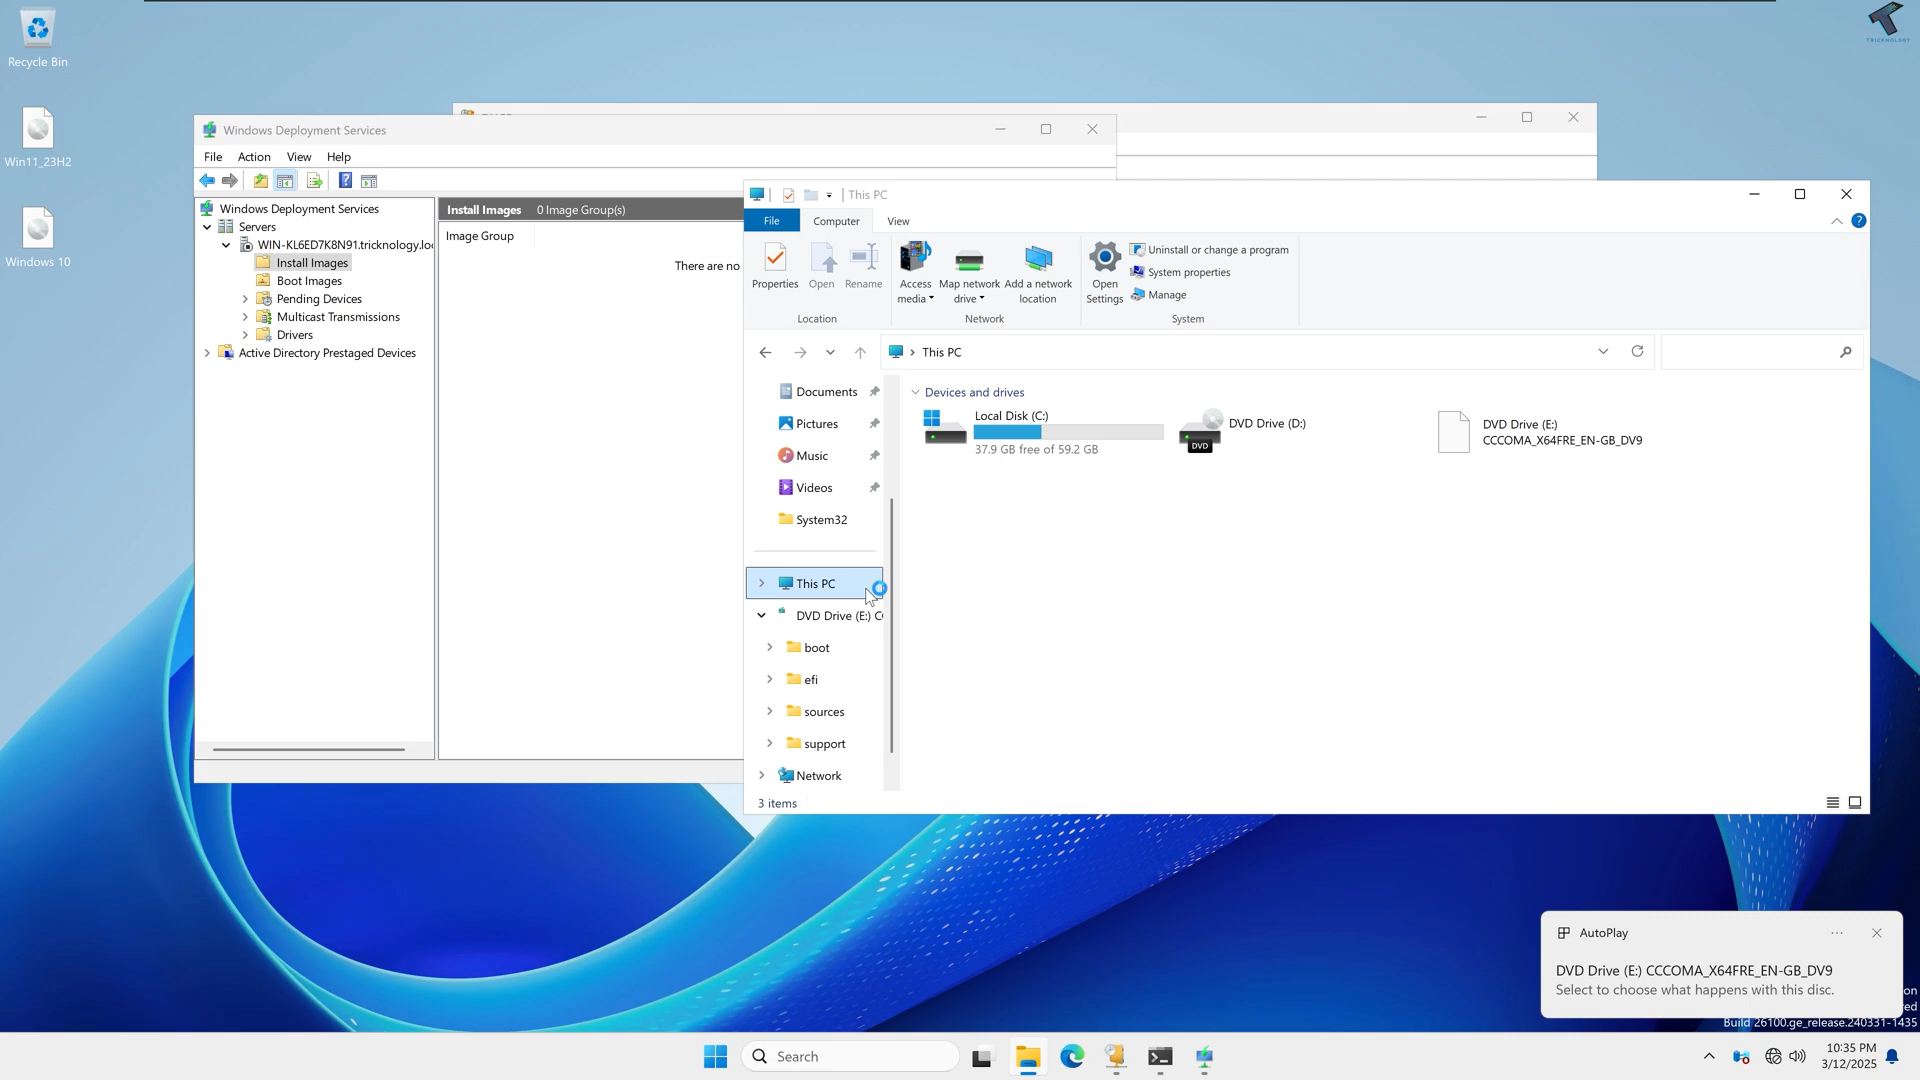 Recycle Bin
Win11_23H2
Windows 10
TRICKNOLOGY
Windows Deployment Services
File Action View Help
Windows Deployment Services
Servers
WIN-KL6ED7K8N91.tricknology.loc
Install Images
Boot Images
Pending Devices
Multicast Transmissions
Drivers
Active Directory Prestaged Devices
Install Images 0 Image Group(s)
Image Group
There are no
This PC
File Computer View
Properties
Open
Rename
Location
Access media
Map network drive
Add a network location
Network
Open Settings
Uninstall or change a program
System properties
Manage
System
This PC
Documents
Pictures
Music
Videos
System32
This PC
DVD Drive (E:) C
boot
efi
sources
support
Network
Devices and drives
Local Disk (C:)
37.9 GB free of 59.2 GB
DVD
DVD Drive (D:)
DVD Drive (E:)
CCCOMA_X64FRE_EN-GB_DV9
3 items
AutoPlay
DVD Drive (E:) CCCOMA_X64FRE_EN-GB_DV9
Select to choose what happens with this disc.
on
ed
Build 26100.ge_release.240331-1435
Search
10:35 PM
3/12/2025